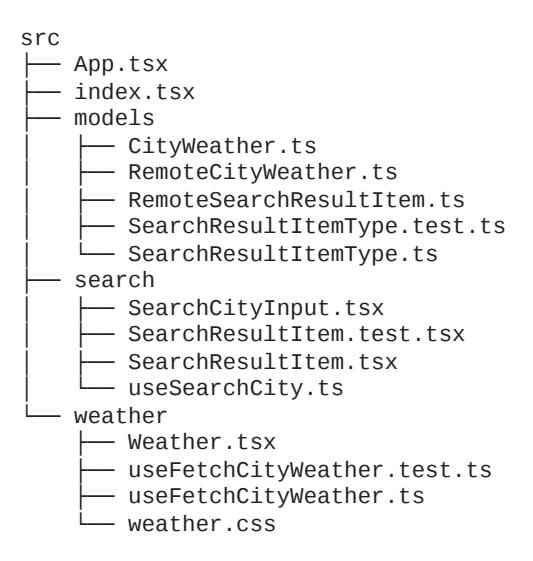 src
├── App.tsx
├── index.tsx
├── models
│   ├── CityWeather.ts
│   ├── RemoteCityWeather.ts
│   ├── RemoteSearchResultItem.ts
│   ├── SearchResultItemType.test.ts
│   └── SearchResultItemType.ts
├── search
│   ├── SearchCityInput.tsx
│   ├── SearchResultItem.test.tsx
│   ├── SearchResultItem.tsx
│   └── useSearchCity.ts
└── weather
    ├── Weather.tsx
    ├── useFetchCityWeather.test.ts
    ├── useFetchCityWeather.ts
    └── weather.css